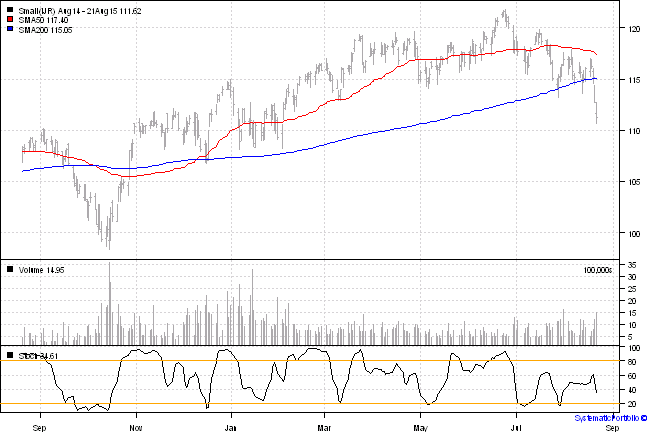 Small(IJR) Aug14 - 21Aug15 111.62
SMA50 117.40
SMA200 115.05
120
115
110
105
100
Volume 14.95
100,000s
35
30
25
20
15
10
5
100
80
60
40
20
Sep
Nov
Jan
Mar
May
Jul
Sep
SystematicPortfolio ©